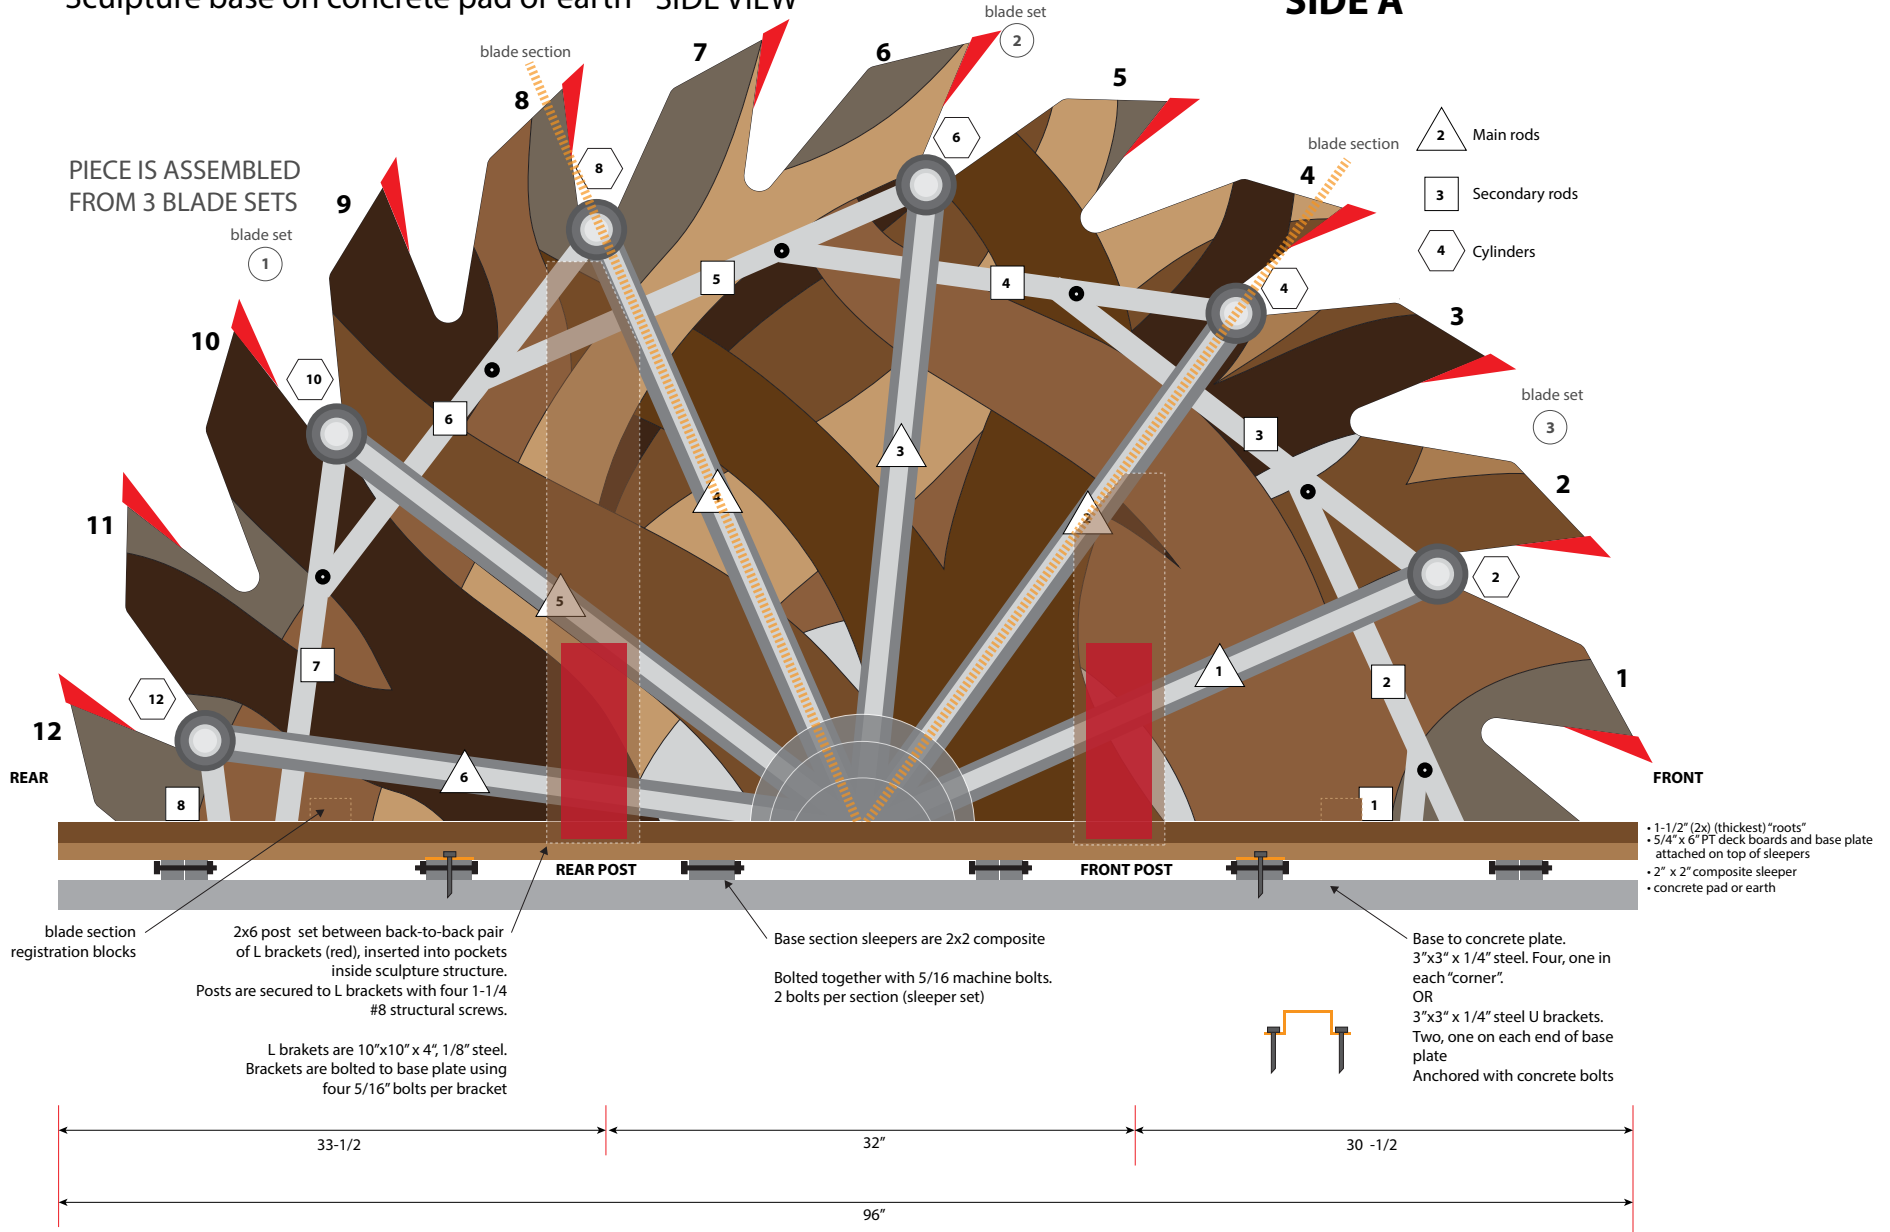 Sculpture base on concrete pad or earth SIDE VIEW
SIDE A
blade set
2
blade section
7
6
5
8
6
8
blade section
4
2 Main rods
3 Secondary rods
4 Cylinders
PIECE IS ASSEMBLED
FROM 3 BLADE SETS
blade set
1
9
5
4
4
3
10
10
6
3
3
blade set
3
11
4
2
2
5
2
7
1
2
1
12
12
6
8
1
REAR
FRONT
• 1-1/2” (2x) (thickest) “roots”
• 5/4” x 6” PT deck boards and base plate
attached on top of sleepers
• 2” x 2” composite sleeper
• concrete pad or earth
REAR POST
FRONT POST
blade section
registration blocks
2x6 post set between back-to-back pair
of L brackets (red), inserted into pockets
inside sculpture structure.
Posts are secured to L brackets with four 1-1/4
#8 structural screws.
L brakets are 10”x10” x 4“, 1/8” steel.
Brackets are bolted to base plate using
four 5/16” bolts per bracket
Base section sleepers are 2x2 composite
Bolted together with 5/16 machine bolts.
2 bolts per section (sleeper set)
Base to concrete plate.
3”x3“ x 1/4” steel. Four, one in
each “corner”.
OR
3”x3“ x 1/4” steel U brackets.
Two, one on each end of base
plate
Anchored with concrete bolts
33-1/2
32”
30 -1/2
96”